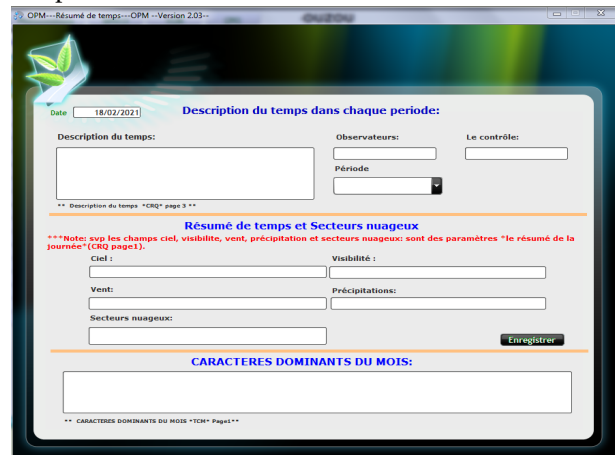 OPM---Résumé de temps---OPM --Version 2.03--
OUZOU
Date 18/02/2021 Description du temps dans chaque periode:
Description du temps: Observateurs: Le contrôle:
Période
** Description du temps *CRQ* page 3 **
Résumé de temps et Secteurs nuageux
***Note: svp les champs ciel, visibilite, vent, précipitation et secteurs nuageux: sont des paramètres *le résumé de la
journée*(CRQ page1).
Ciel : Visibilité :
Vent: Précipitations:
Secteurs nuageux:
Enregistrer
CARACTERES DOMINANTS DU MOIS:
** CARACTERES DOMINANTS DU MOIS *TCM* Page1**